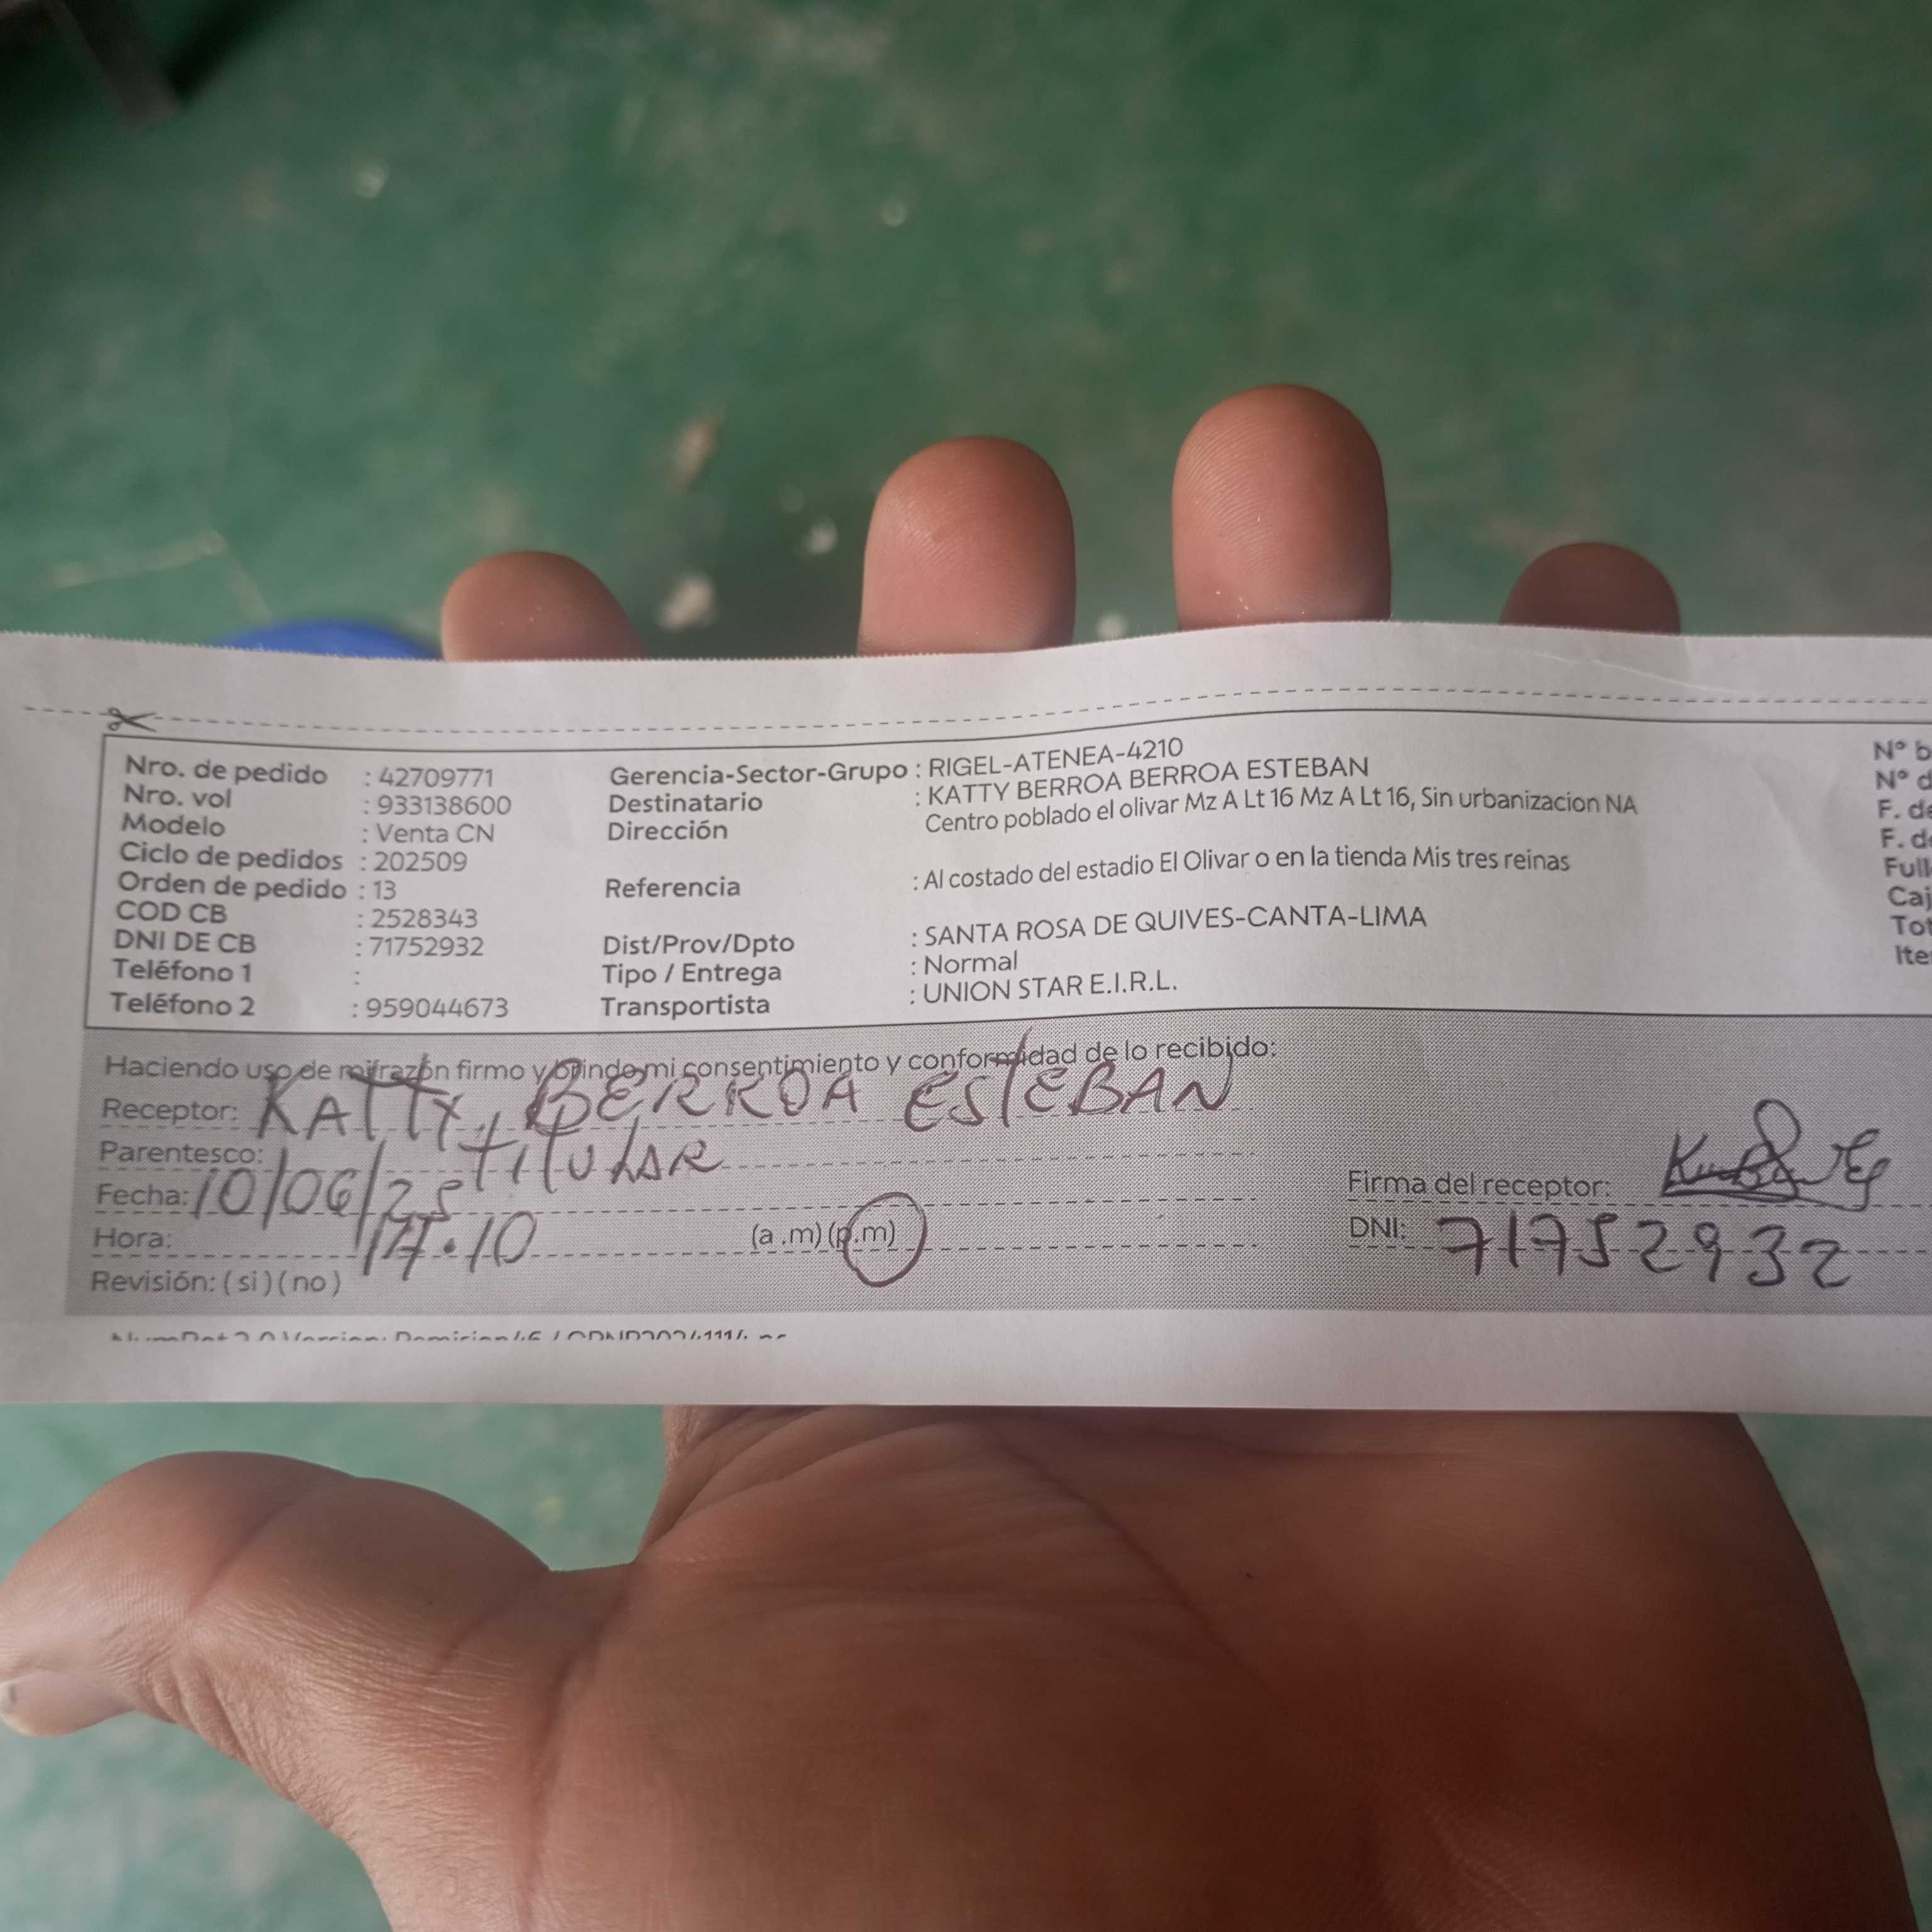 Nro. de pedido : 42709771
Nro. vol : 933138600
Modelo : Venta CN
Ciclo de pedidos : 202509
Orden de pedido : 13
COD CB : 2528343
DNI DE CB : 71752932
Teléfono 1 :
Teléfono 2 : 959044673
Gerencia-Sector-Grupo : RIGEL-ATENEA-4210
Destinatario : KATTY BERROA BERROA ESTEBAN
Dirección Centro poblado el olivar Mz A Lt 16 Mz A Lt 16, Sin urbanizacion NA
Referencia : Al costado del estadio El Olivar o en la tienda Mis tres reinas
Dist/Prov/Dpto : SANTA ROSA DE QUIVES-CANTA-LIMA
Tipo / Entrega : Normal
Transportista : UNION STAR E.I.R.L.
N° b
N° d
F. de
F. de
Full
Caj
Tot
Ite
Haciendo uso de mi razón firmo y brindo mi consentimiento y conformidad de lo recibido:
Receptor: KATTY BERROA ESTEBAN
Parentesco: TITULAR
Fecha: 10/06/25
Hora: (a.m)(p.m)
Revisión: (si)(no)
Firma del receptor:
DNI: 71752932